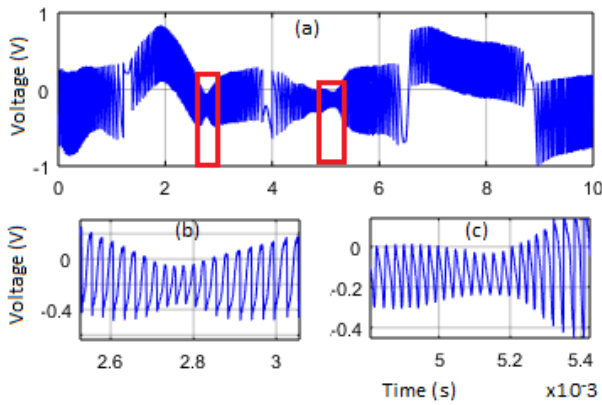 (a)
Voltage (V)
1
0
-1
0 2 4 6 8 10
(b) (c)
Voltage (V)
0
-0.4
0
-0.2
-0.4
2.6 2.8 3
5 5.2 5.4
Time (s) x10⁻³